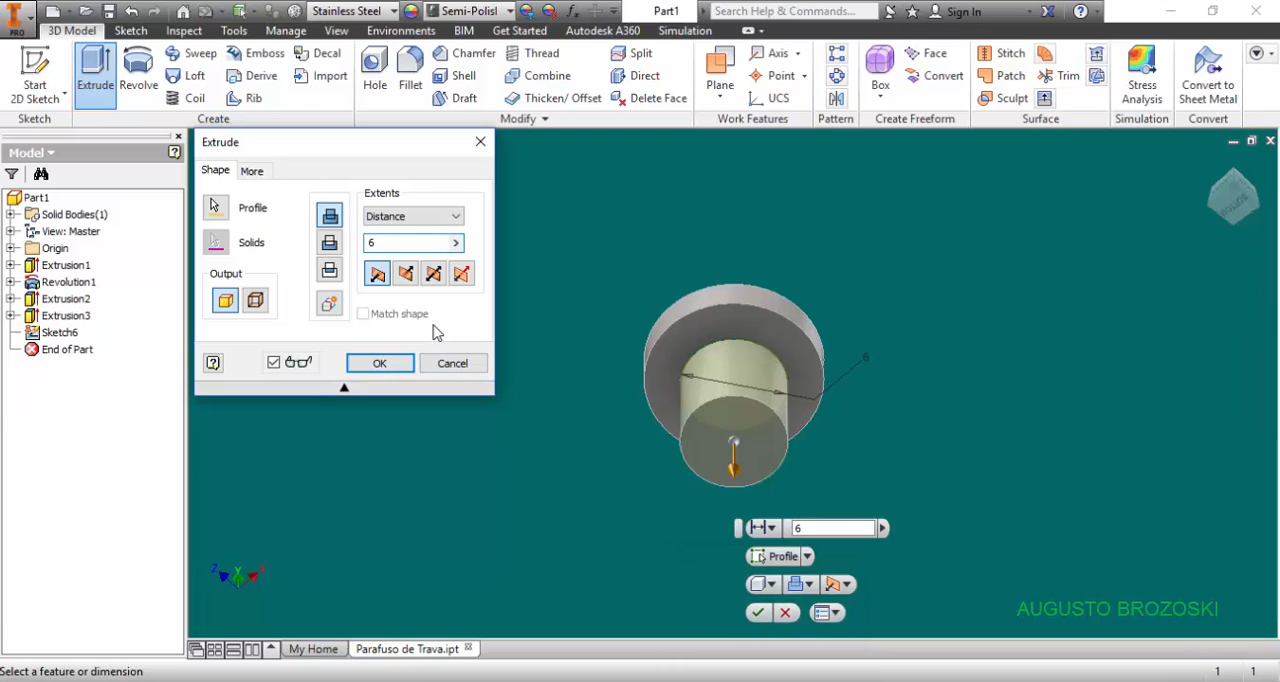 PRO
Stainless Steel
Semi-Polisl
fx
Part1
Search Help & Commands...
Sign In
3D Model
Sketch
Inspect
Tools
Manage
View
Environments
BIM
Get Started
Autodesk A360
Simulation
Start
2D Sketch
Extrude
Revolve
Sweep
Emboss
Decal
Loft
Derive
Import
Coil
Rib
Hole
Fillet
Chamfer
Thread
Split
Shell
Combine
Direct
Draft
Thicken/ Offset
Delete Face
Plane
Axis
Point
UCS
Box
Face
Convert
Stitch
Patch
Trim
Sculpt
Stress
Analysis
Convert to
Sheet Metal
Sketch
Create
Modify
Work Features
Pattern
Create Freeform
Surface
Simulation
Convert
Model
Part1
Solid Bodies(1)
View: Master
Origin
Extrusion1
Revolution1
Extrusion2
Extrusion3
Sketch6
End of Part
Extrude
Shape
More
Profile
Solids
Output
Extents
Distance
6
Match shape
OK
Cancel
BOTTOM
6
6
Profile
Z Y X
AUGUSTO BROZOSKI
My Home
Parafuso de Trava.ipt
Select a feature or dimension
1 1